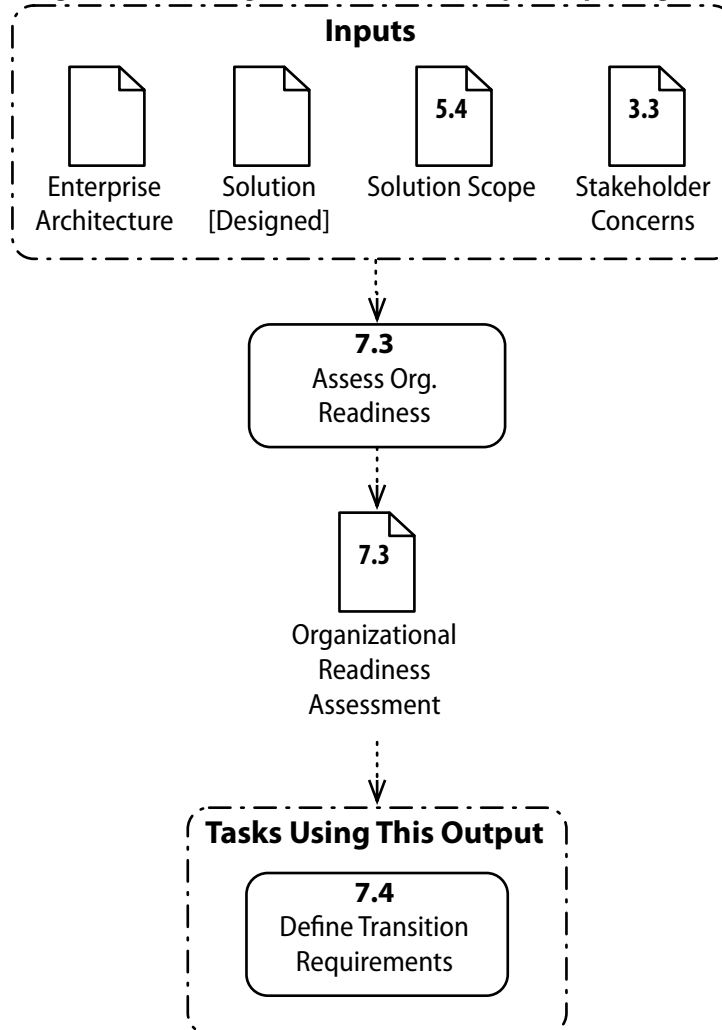 Inputs
5.4
3.3
Enterprise
Architecture
Solution
[Designed]
Solution Scope
Stakeholder
Concerns
7.3
Assess Org.
Readiness
7.3
Organizational
Readiness
Assessment
Tasks Using This Output
7.4
Define Transition
Requirements